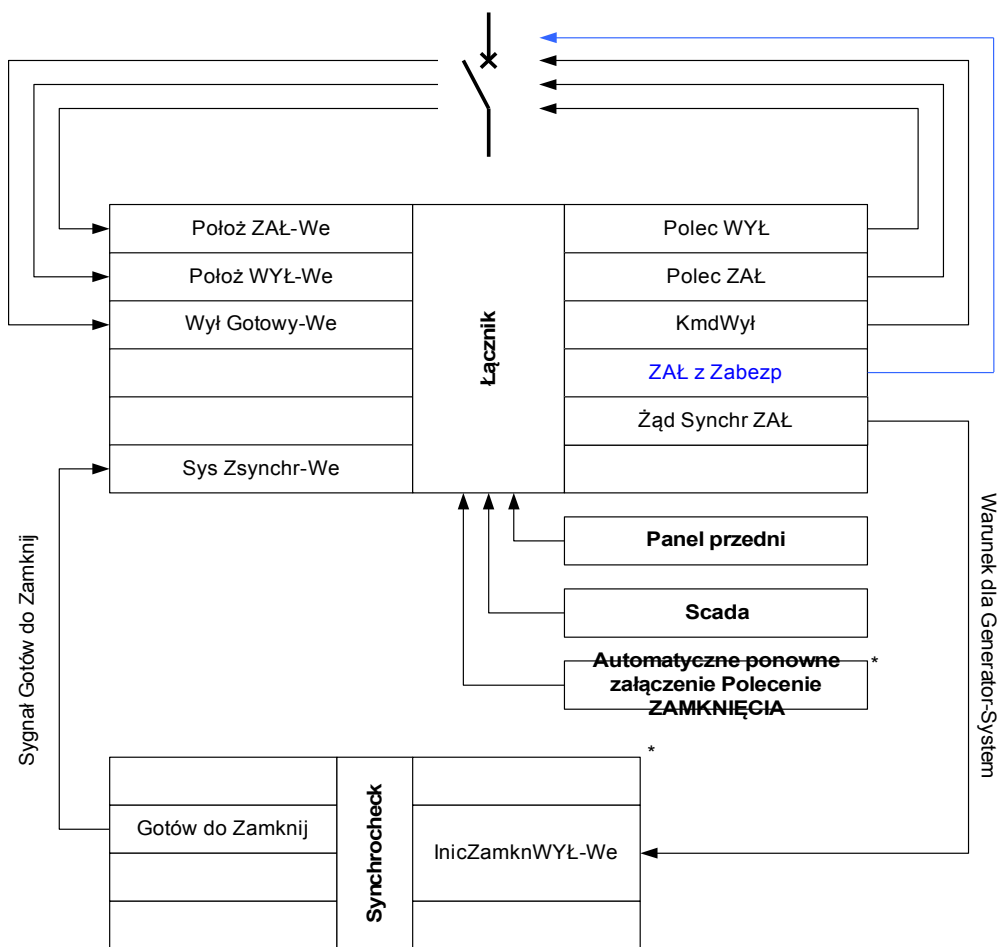 Położ ZAŁ-We
Polec WYŁ
Położ WYŁ-We
Polec ZAŁ
Wył Gotowy-We
KmdWył
ZAŁ z Zabezp
Żąd Synchr ZAŁ
Sys Zsynchr-We
Łącznik
Panel przedni
Scada
Automatyczne ponowne
załączenie Polecenie
ZAMKNIĘCIA
*
Sygnał Gotów do Zamknij
Warunek dla Generator-System
*
Gotów do Zamknij
Synchrocheck
InicZamknWYŁ-We